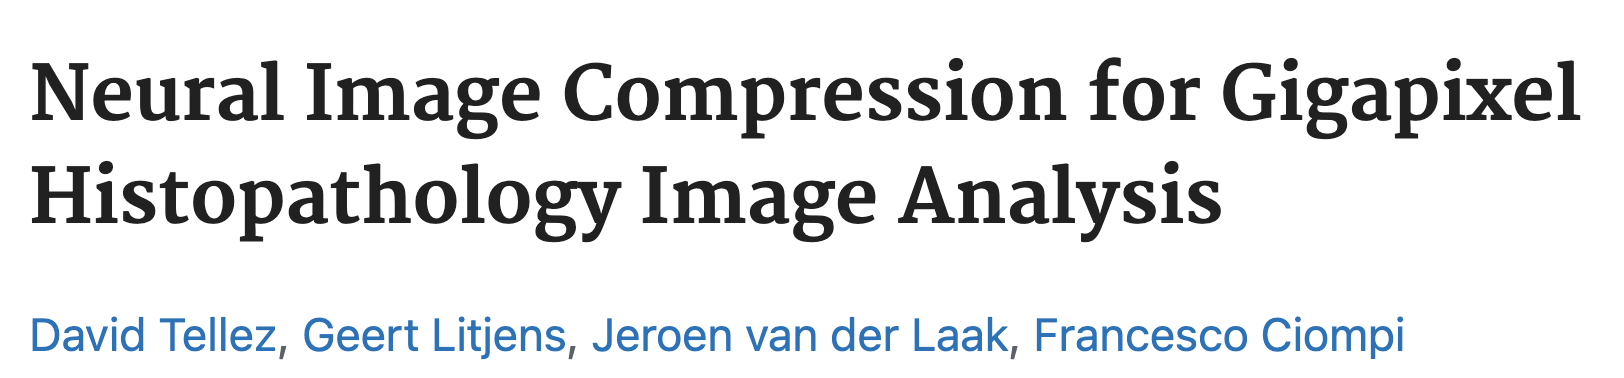 Neural Image Compression for Gigapixel
Histopathology Image Analysis
David Tellez, Geert Litjens, Jeroen van der Laak, Francesco Ciompi